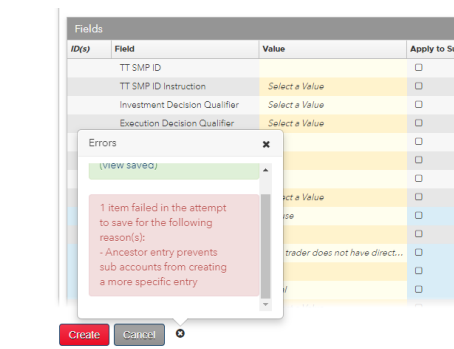 Fields
ID(s) Field Value Apply to
TT SMP ID
TT SMP ID Instruction Select a Value
Investment Decision Qualifier Select a Value
Execution Decision Qualifier Select a Value
Errors
(view saved)
a Value
1 item failed in the attempt
to save for the following
reason(s):
- Ancestor entry prevents
sub accounts from creating
a more specific entry
trader does not have direct...
Create Cancel